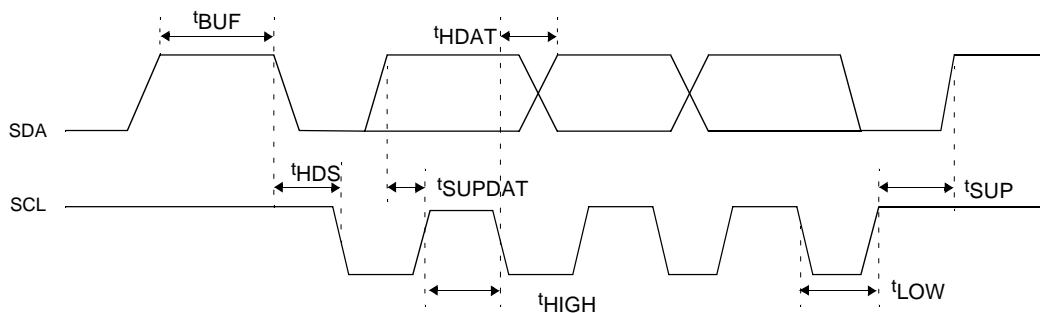 tBUF
tHDAT
SDA
tHDS
tSUPDAT
tSUP
SCL
tHIGH
tLOW